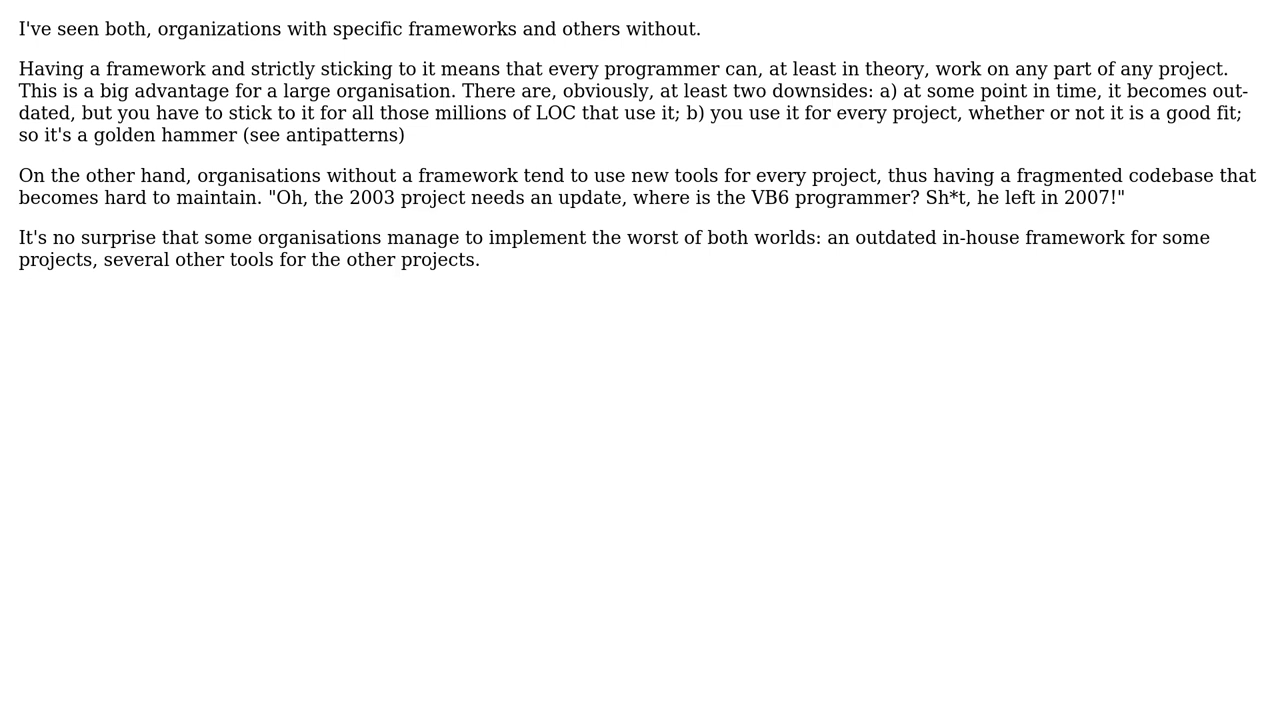 I've seen both, organizations with specific frameworks and others without.
Having a framework and strictly sticking to it means that every programmer can, at least in theory, work on any part of any project.
This is a big advantage for a large organisation. There are, obviously, at least two downsides: a) at some point in time, it becomes out-
dated, but you have to stick to it for all those millions of LOC that use it; b) you use it for every project, whether or not it is a good fit;
so it's a golden hammer (see antipatterns)
On the other hand, organisations without a framework tend to use new tools for every project, thus having a fragmented codebase that
becomes hard to maintain. "Oh, the 2003 project needs an update, where is the VB6 programmer? Sh*t, he left in 2007!"
It's no surprise that some organisations manage to implement the worst of both worlds: an outdated in-house framework for some
projects, several other tools for the other projects.